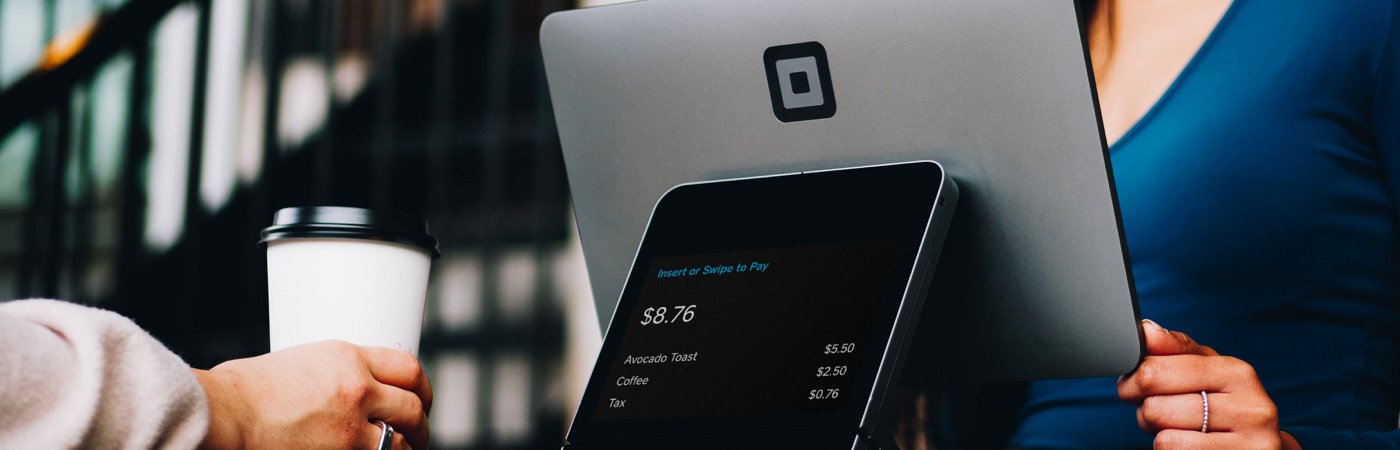 Insert or Swipe to Pay
$8.76
Avocado Toast $5.50
Coffee $2.50
Tax $0.76